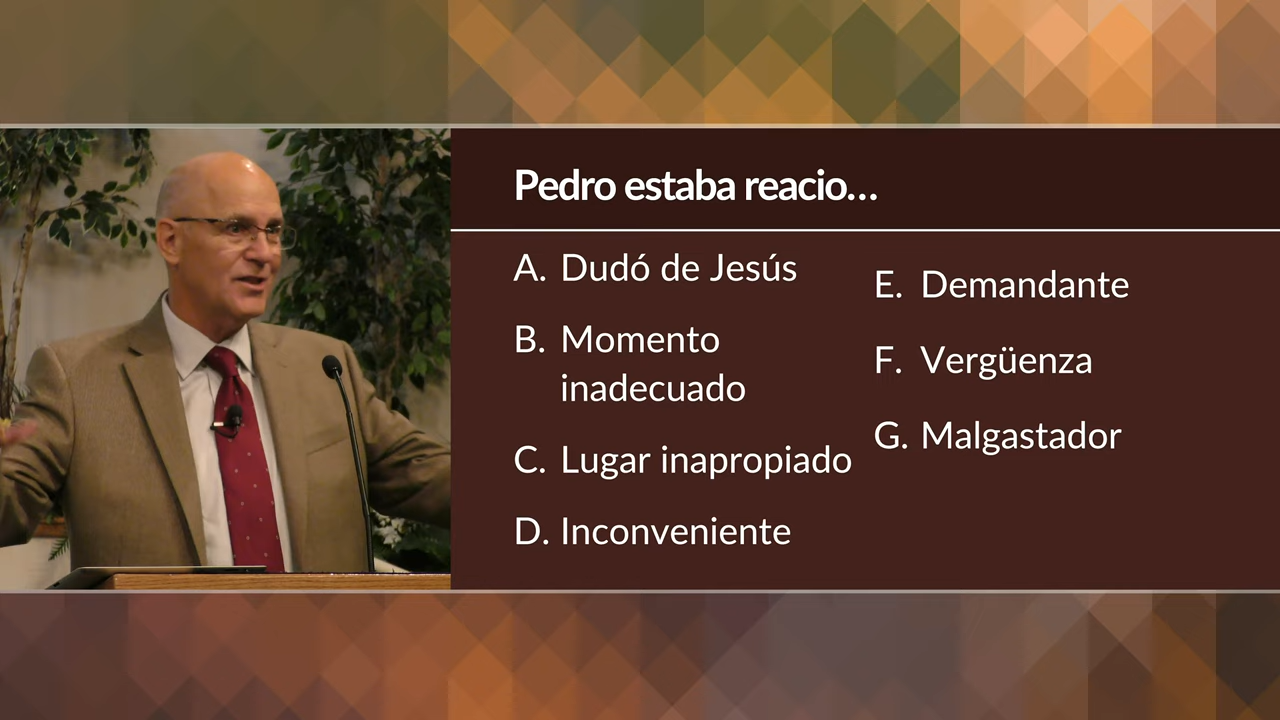 Pedro estaba reacio...
A. Dudó de Jesús
B. Momento
inadecuado
C. Lugar inapropiado
D. Inconveniente
E. Demandante
F. Vergüenza
G. Malgastador